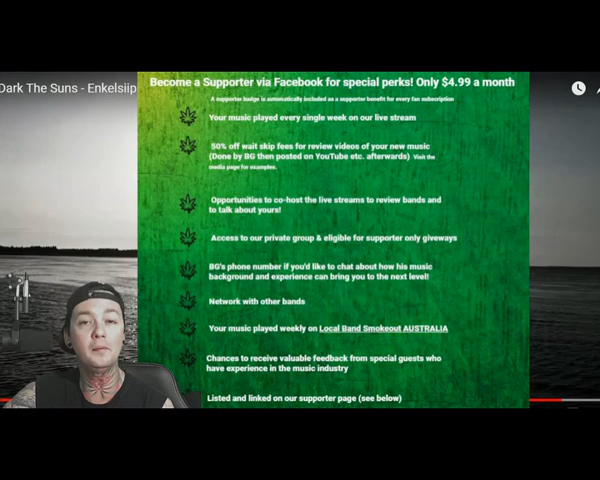 Dark The Suns - Enkelsiip
Become a Supporter via Facebook for special perks! Only $4.99 a month
A supporter badge is automatically included as a supporter benefit for every fan subscription
Your music played every single week on our live stream
50% off wait skip fees for review videos of your new music
(Done by BG then posted on YouTube etc. afterwards) Visit the
media page for examples.
Opportunities to co-host the live streams to review bands and
to talk about yours!
Access to our private group & eligible for supporter only giveways
BG's phone number if you'd like to chat about how his music
background and experience can bring you to the next level!
Network with other bands
Your music played weekly on Local Band Smokeout AUSTRALIA
Chances to receive valuable feedback from special guests who
have experience in the music industry
Listed and linked on our supporter page (see below)